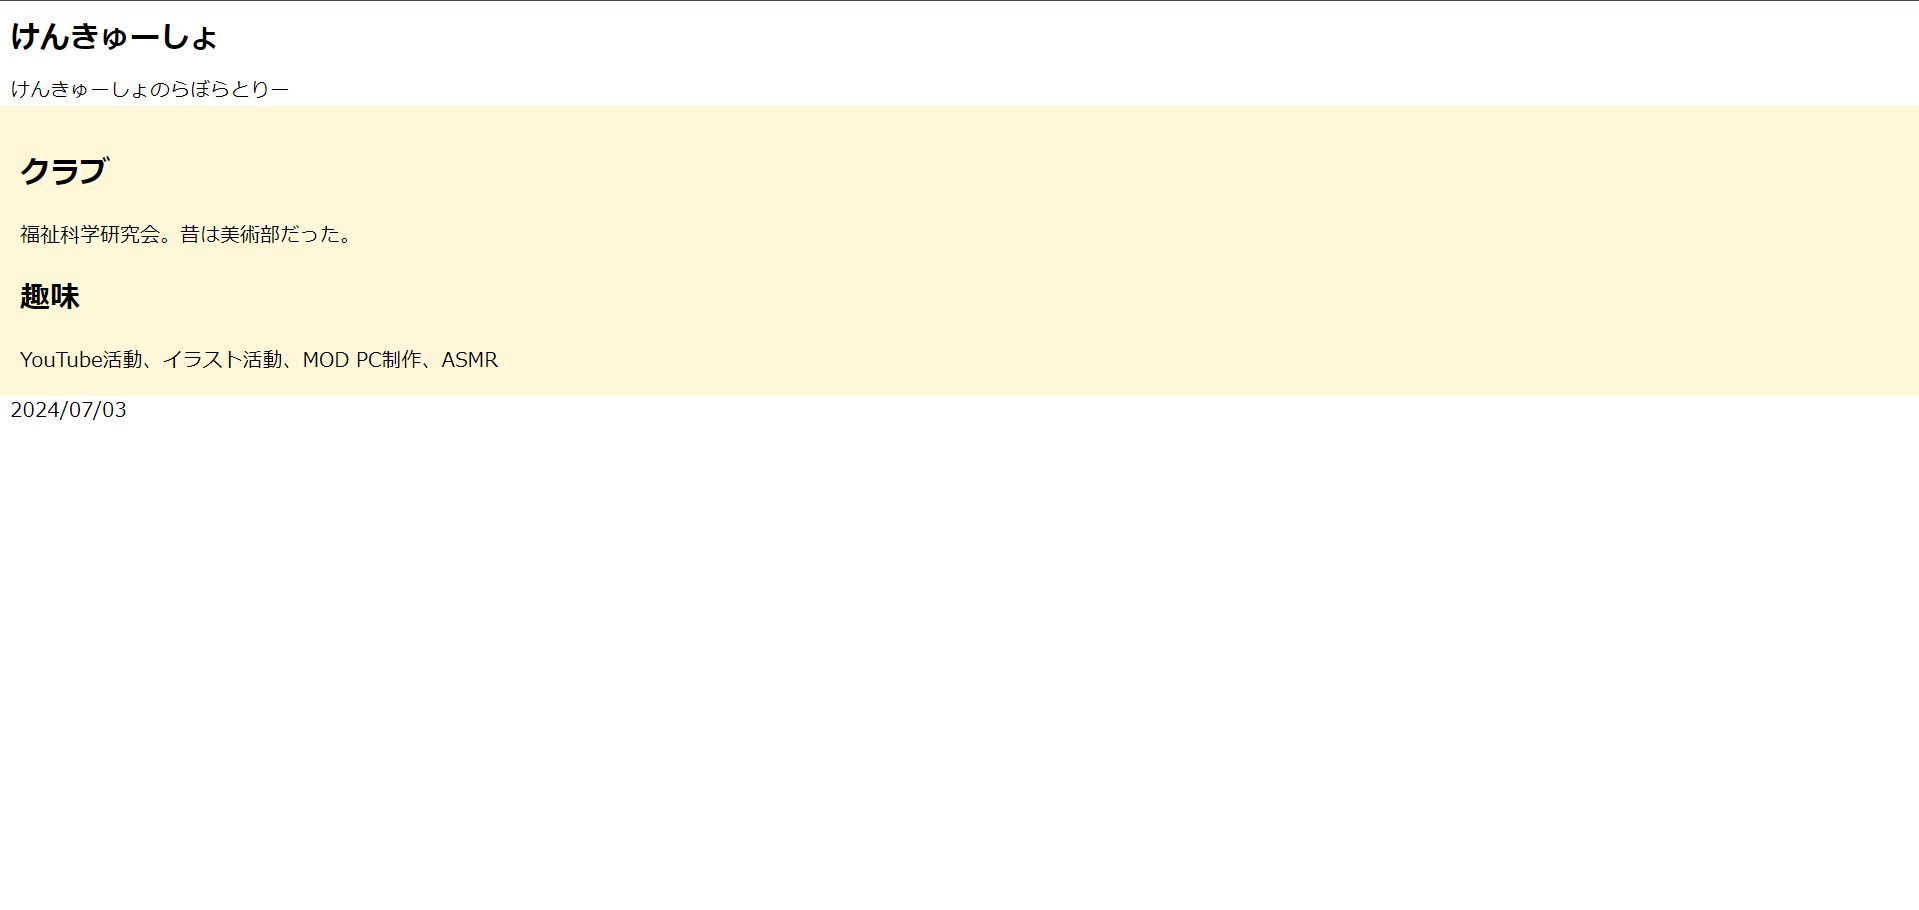 けんきゅーしょ
けんきゅーしょのらぼらとりー
クラブ
福祉科学研究会。昔は美術部だった。
趣味
YouTube活動、イラスト活動、MOD PC制作、ASMR
2024/07/03